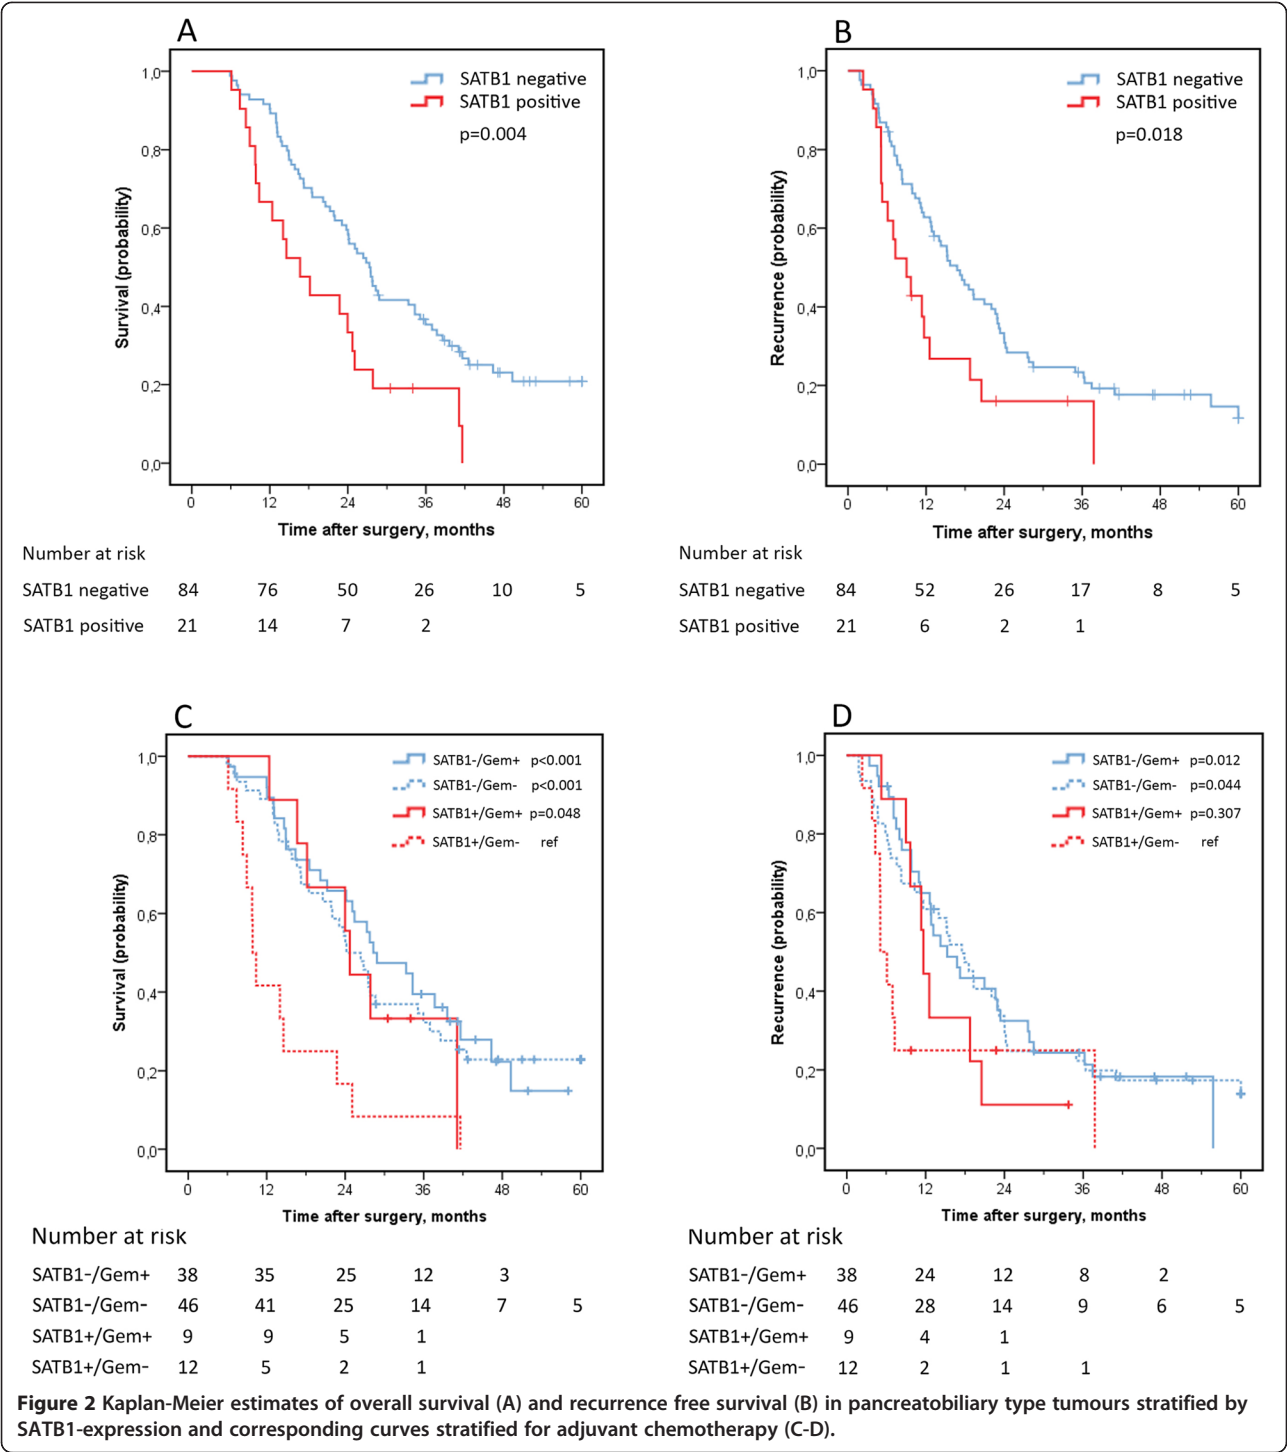 A
SATB1 negative
SATB1 positive
p=0.004
1,0
0,8
0,6
0,4
0,2
0,0
Survival (probability)
0 12 24 36 48 60
Time after surgery, months
Number at risk
SATB1 negative 84 76 50 26 10 5
SATB1 positive 21 14 7 2
B
SATB1 negative
SATB1 positive
p=0.018
1,0
0,8
0,6
0,4
0,2
0,0
Recurrence (probability)
0 12 24 36 48 60
Time after surgery, months
Number at risk
SATB1 negative 84 52 26 17 8 5
SATB1 positive 21 6 2 1
C
SATB1-/Gem+ p<0.001
SATB1-/Gem- p<0.001
SATB1+/Gem+ p=0.048
SATB1+/Gem- ref
1,0
0,8
0,6
0,4
0,2
0,0
Survival (probability)
0 12 24 36 48 60
Time after surgery, months
Number at risk
SATB1-/Gem+ 38 35 25 12 3
SATB1-/Gem- 46 41 25 14 7 5
SATB1+/Gem+ 9 9 5 1
SATB1+/Gem- 12 5 2 1
D
SATB1-/Gem+ p=0.012
SATB1-/Gem- p=0.044
SATB1+/Gem+ p=0.307
SATB1+/Gem- ref
1,0
0,8
0,6
0,4
0,2
0,0
Recurrence (probability)
0 12 24 36 48 60
Time after surgery, months
Number at risk
SATB1-/Gem+ 38 24 12 8 2
SATB1-/Gem- 46 28 14 9 6 5
SATB1+/Gem+ 9 4 1
SATB1+/Gem- 12 2 1 1
Figure 2 Kaplan-Meier estimates of overall survival (A) and recurrence free survival (B) in pancreatobiliary type tumours stratified by
SATB1-expression and corresponding curves stratified for adjuvant chemotherapy (C-D).